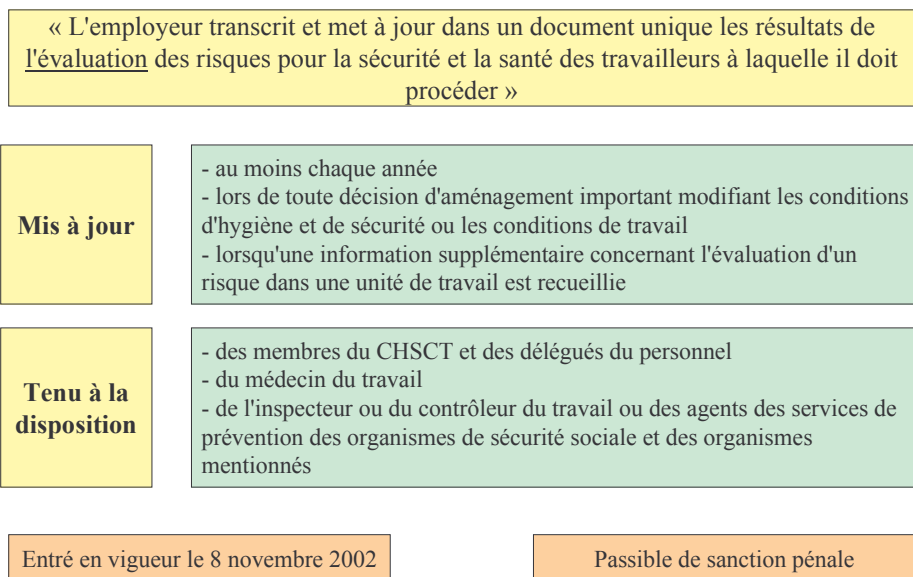 « L'employeur transcrit et met à jour dans un document unique les résultats de
l'évaluation des risques pour la sécurité et la santé des travailleurs à laquelle il doit
procéder »
Mis à jour
- au moins chaque année
- lors de toute décision d'aménagement important modifiant les conditions
d'hygiène et de sécurité ou les conditions de travail
- lorsqu'une information supplémentaire concernant l'évaluation d'un
risque dans une unité de travail est recueillie
Tenu à la
disposition
- des membres du CHSCT et des délégués du personnel
- du médecin du travail
- de l'inspecteur ou du contrôleur du travail ou des agents des services de
prévention des organismes de sécurité sociale et des organismes
mentionnés
Entré en vigueur le 8 novembre 2002
Passible de sanction pénale